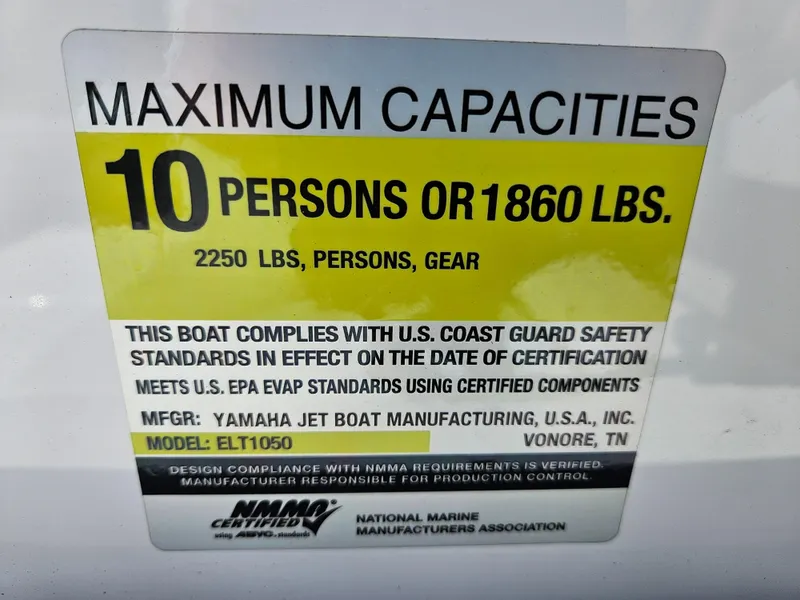 MAXIMUM CAPACITIES
10 PERSONS OR 1860 LBS.
2250 LBS, PERSONS, GEAR
THIS BOAT COMPLIES WITH U.S. COAST GUARD SAFETY
STANDARDS IN EFFECT ON THE DATE OF CERTIFICATION
MEETS U.S. EPA EVAP STANDARDS USING CERTIFIED COMPONENTS
MFGR: YAMAHA JET BOAT MANUFACTURING, U.S.A., INC.
MODEL: ELT1050 VONORE, TN
DESIGN COMPLIANCE WITH NMMA REQUIREMENTS IS VERIFIED.
MANUFACTURER RESPONSIBLE FOR PRODUCTION CONTROL.
NMMA®
CERTIFIED
using ABYC standards
NATIONAL MARINE
MANUFACTURERS ASSOCIATION